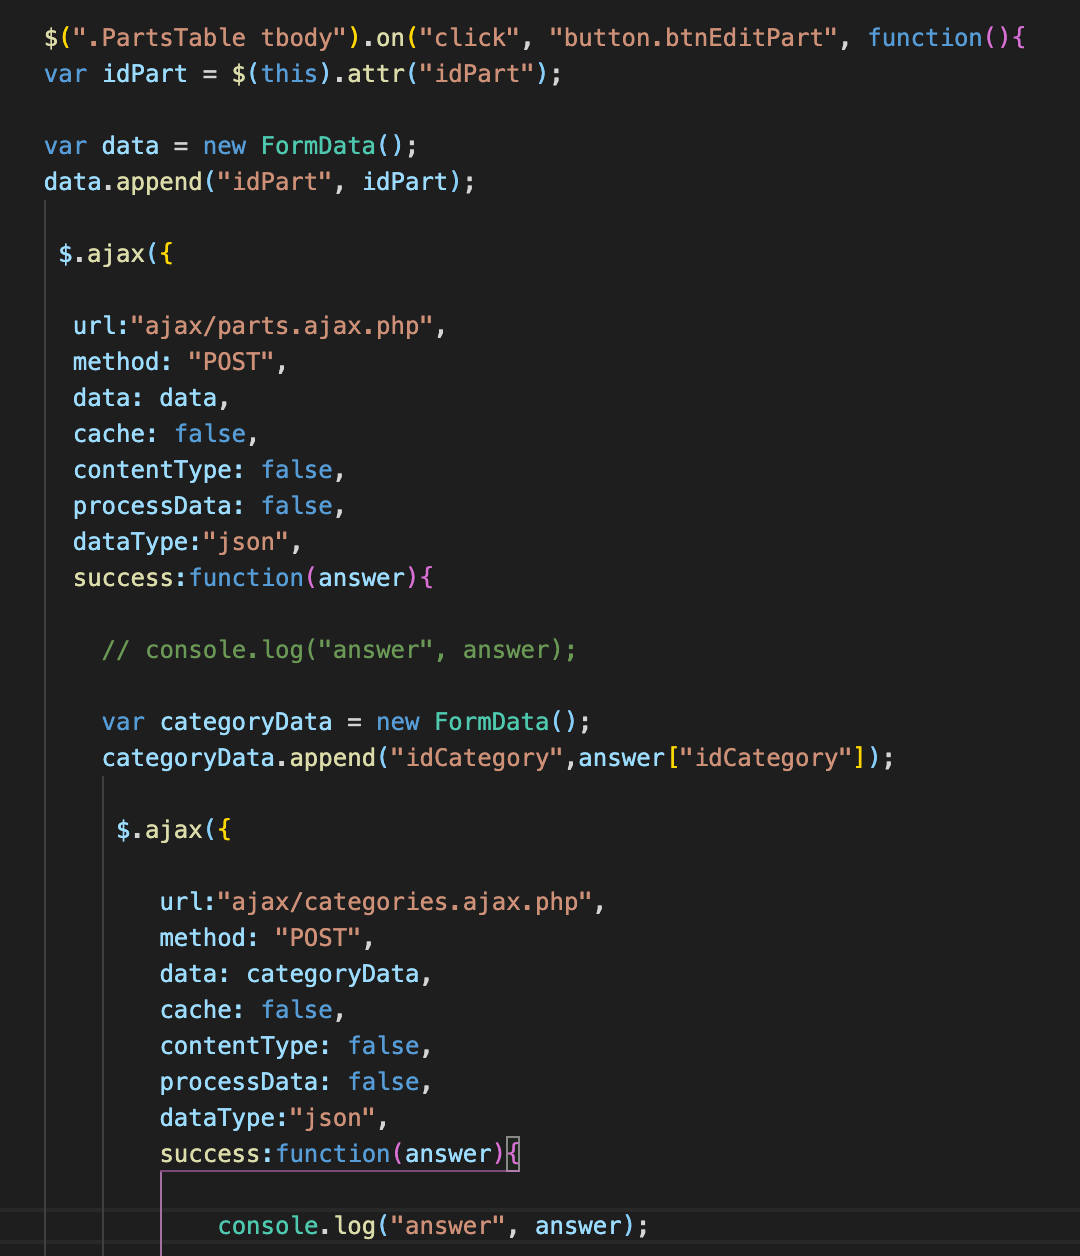 $(".PartsTable tbody").on("click", "button.btnEditPart", function(){
var idPart = $(this).attr("idPart");
var data = new FormData();
data.append("idPart", idPart);
$.ajax({
url:"ajax/parts.ajax.php",
method: "POST",
data: data,
cache: false,
contentType: false,
processData: false,
dataType:"json",
success:function(answer){
// console.log("answer", answer);
var categoryData = new FormData();
categoryData.append("idCategory",answer["idCategory"]);
$.ajax({
url:"ajax/categories.ajax.php",
method: "POST",
data: categoryData,
cache: false,
contentType: false,
processData: false,
dataType:"json",
success:function(answer){
console.log("answer", answer);